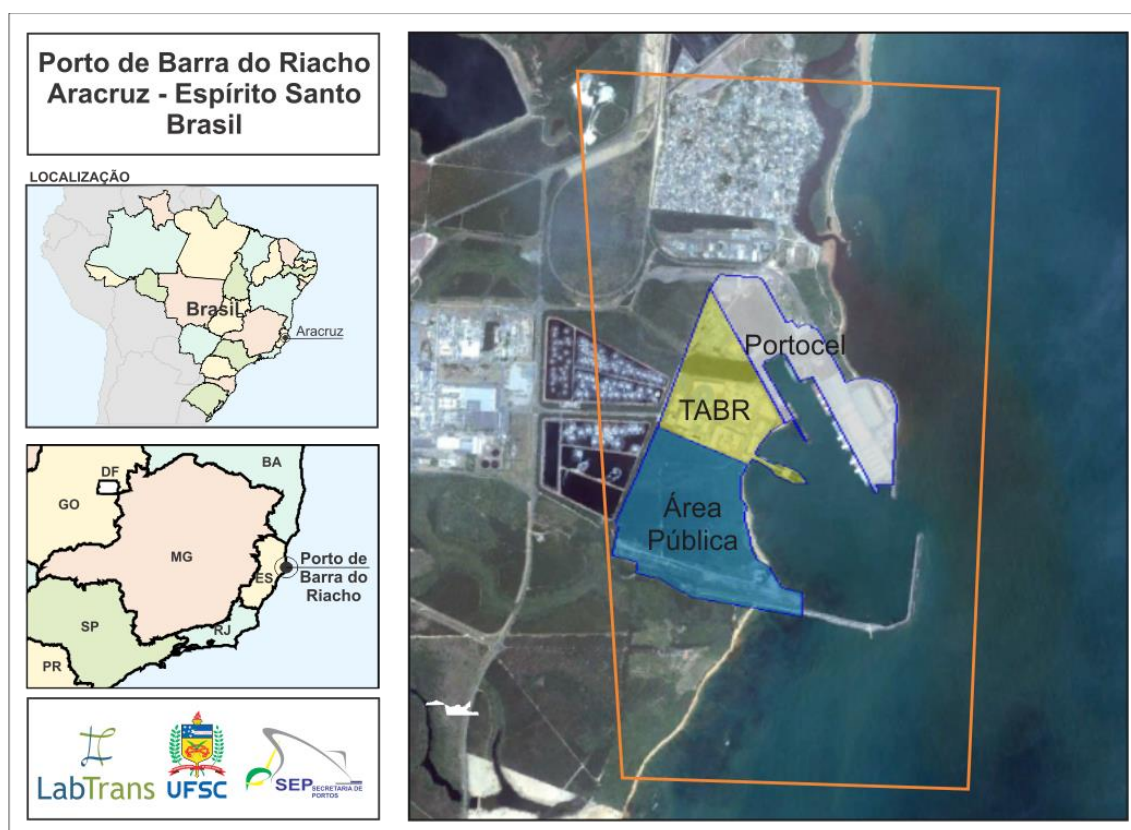 Porto de Barra do Riacho
Aracruz - Espírito Santo
Brasil
LOCALIZAÇÃO
Brasil
Aracruz
DF
BA
GO
MG
ES
Porto de
Barra do
Riacho
SP
RJ
PR
LabTrans
UFSC
SEP SECRETARIA DE
PORTOS
Portocel
TABR
Área
Pública